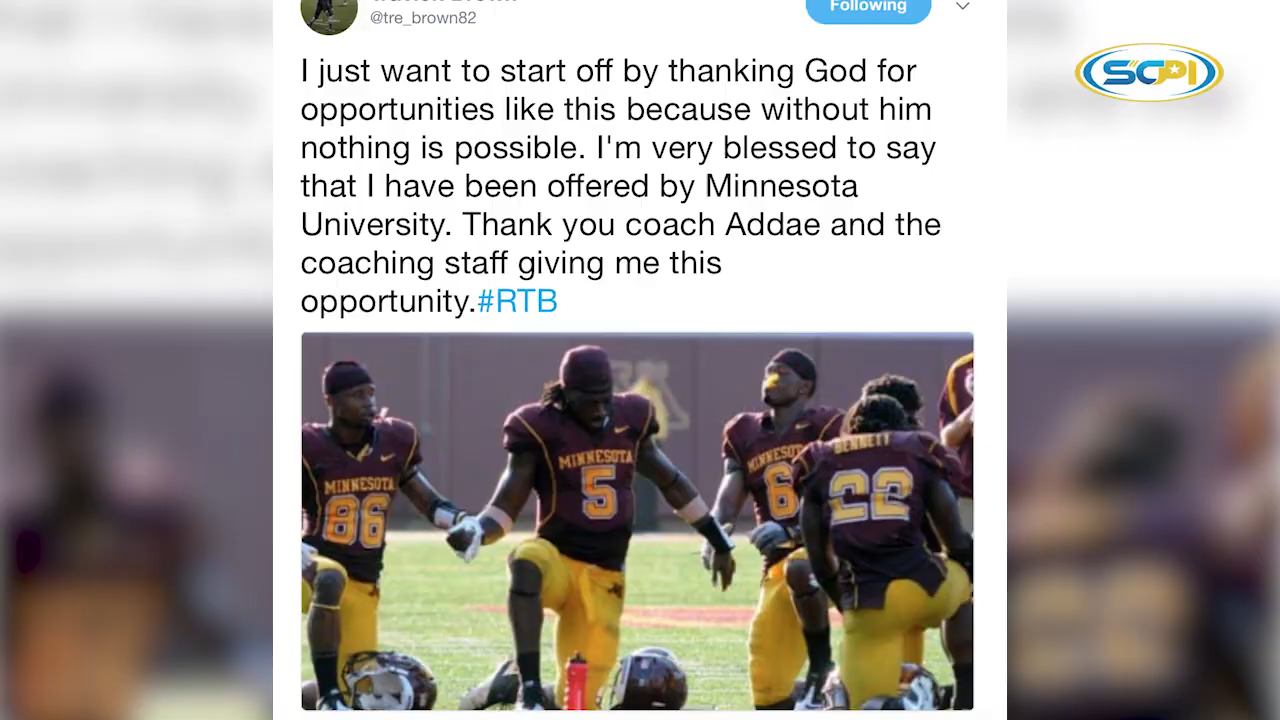 @tre_brown82
Following
SCPI
I just want to start off by thanking God for
opportunities like this because without him
nothing is possible. I'm very blessed to say
that I have been offered by Minnesota
University. Thank you coach Addae and the
coaching staff giving me this
opportunity.#RTB
MINNESOTA
86
MINNESOTA
5
MINNESOTA
6
BENNETT
22